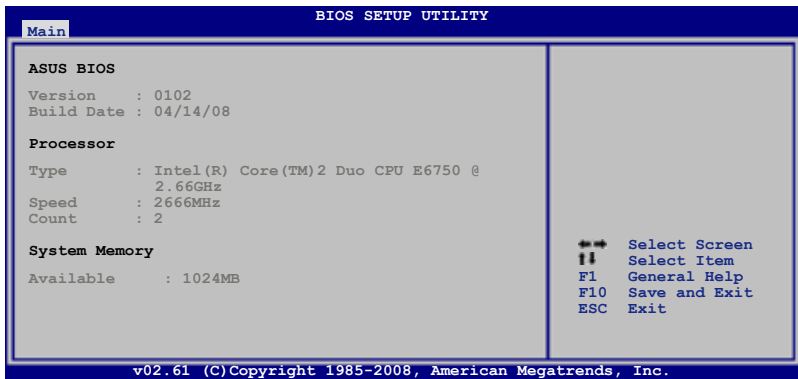 BIOS SETUP UTILITY
Main
ASUS BIOS
Version : 0102
Build Date : 04/14/08
Processor
Type : Intel(R) Core(TM)2 Duo CPU E6750 @
2.66GHz
Speed : 2666MHz
Count : 2
System Memory
Available : 1024MB
←→ Select Screen
↑↓ Select Item
F1 General Help
F10 Save and Exit
ESC Exit
v02.61 (C)Copyright 1985-2008, American Megatrends, Inc.